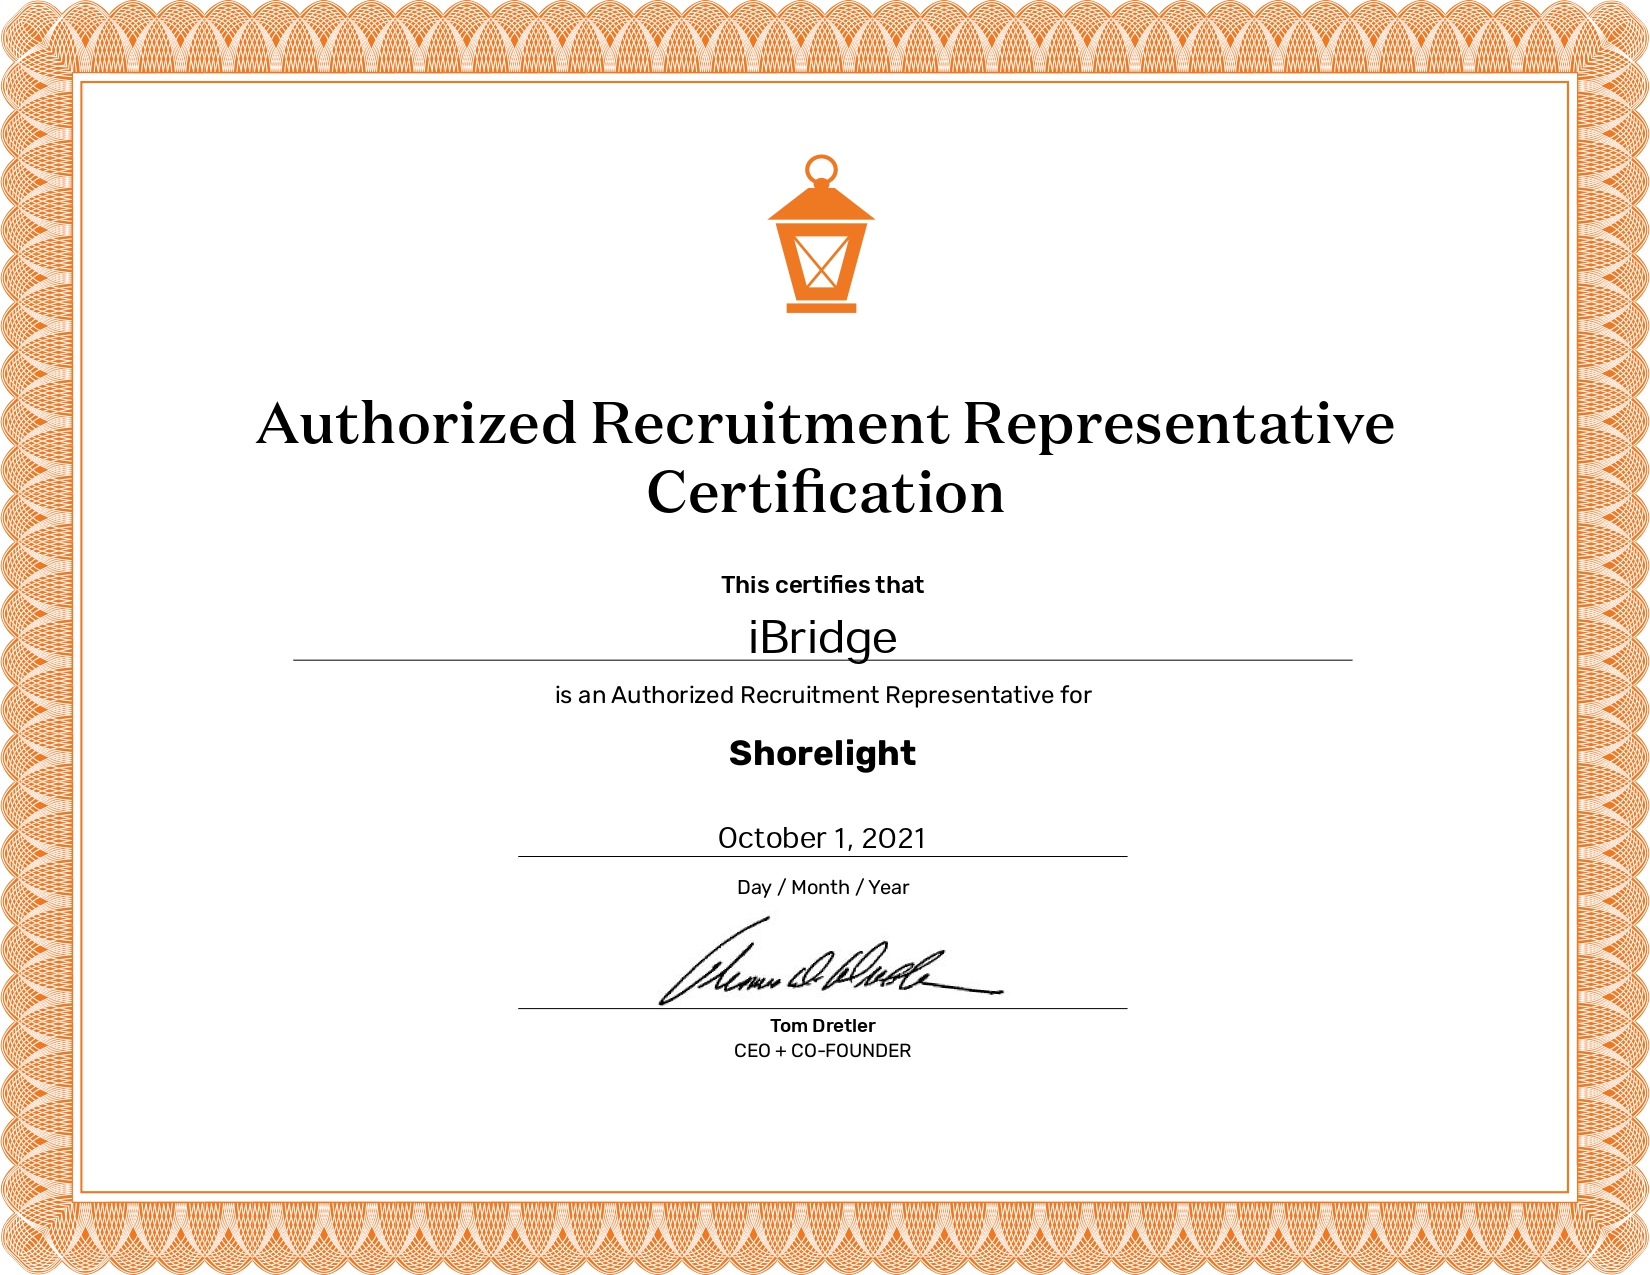 Authorized Recruitment Representative
Certification
This certifies that
iBridge
is an Authorized Recruitment Representative for
Shorelight
October 1, 2021
Day / Month / Year
Tom Dretler
CEO + CO-FOUNDER